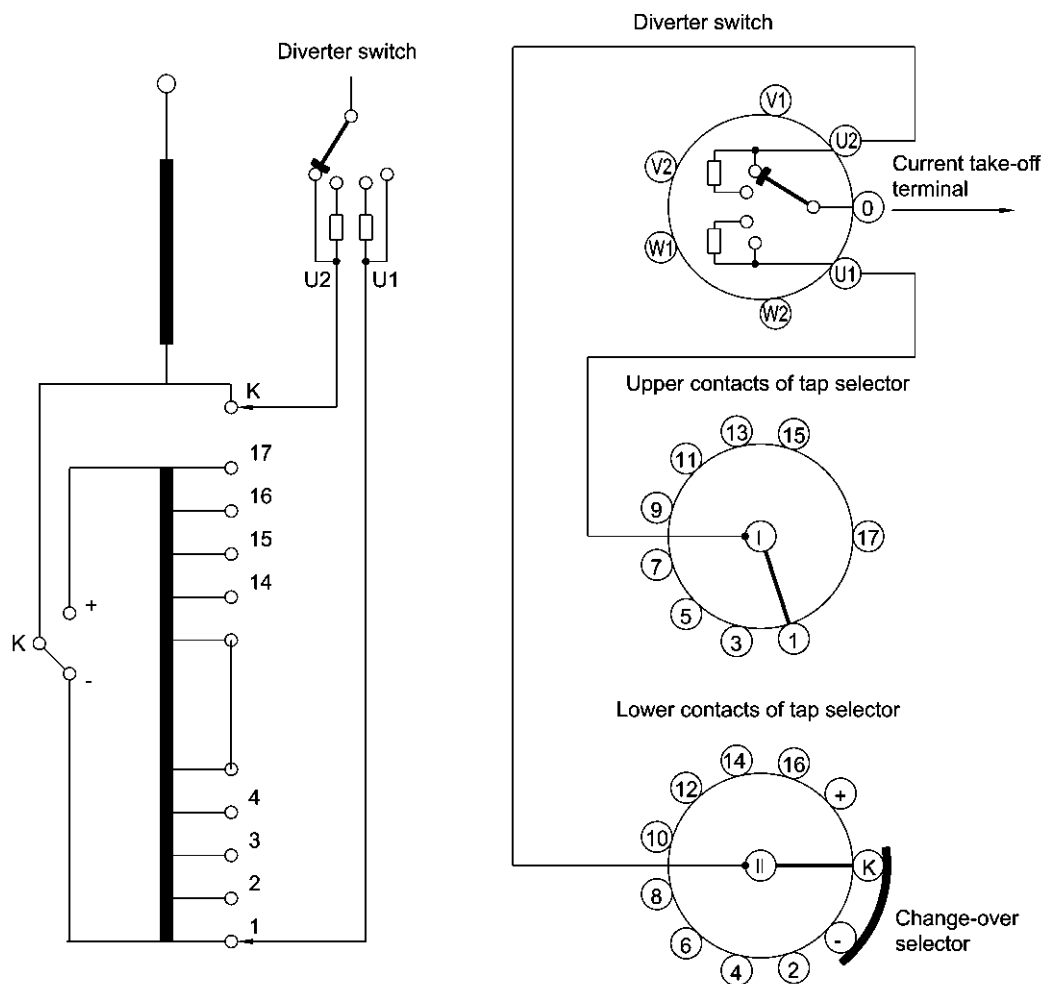 Diverter switch
U2
U1
K
17
16
15
14
+
K
-
4
3
2
1
Diverter switch
V1
U2
V2
Current take-off
terminal
0
W1
U1
W2
Upper contacts of tap selector
13
15
11
9
I
17
7
5
3
1
Lower contacts of tap selector
14
16
12
+
10
II
K
8
Change-over
selector
6
-
4
2